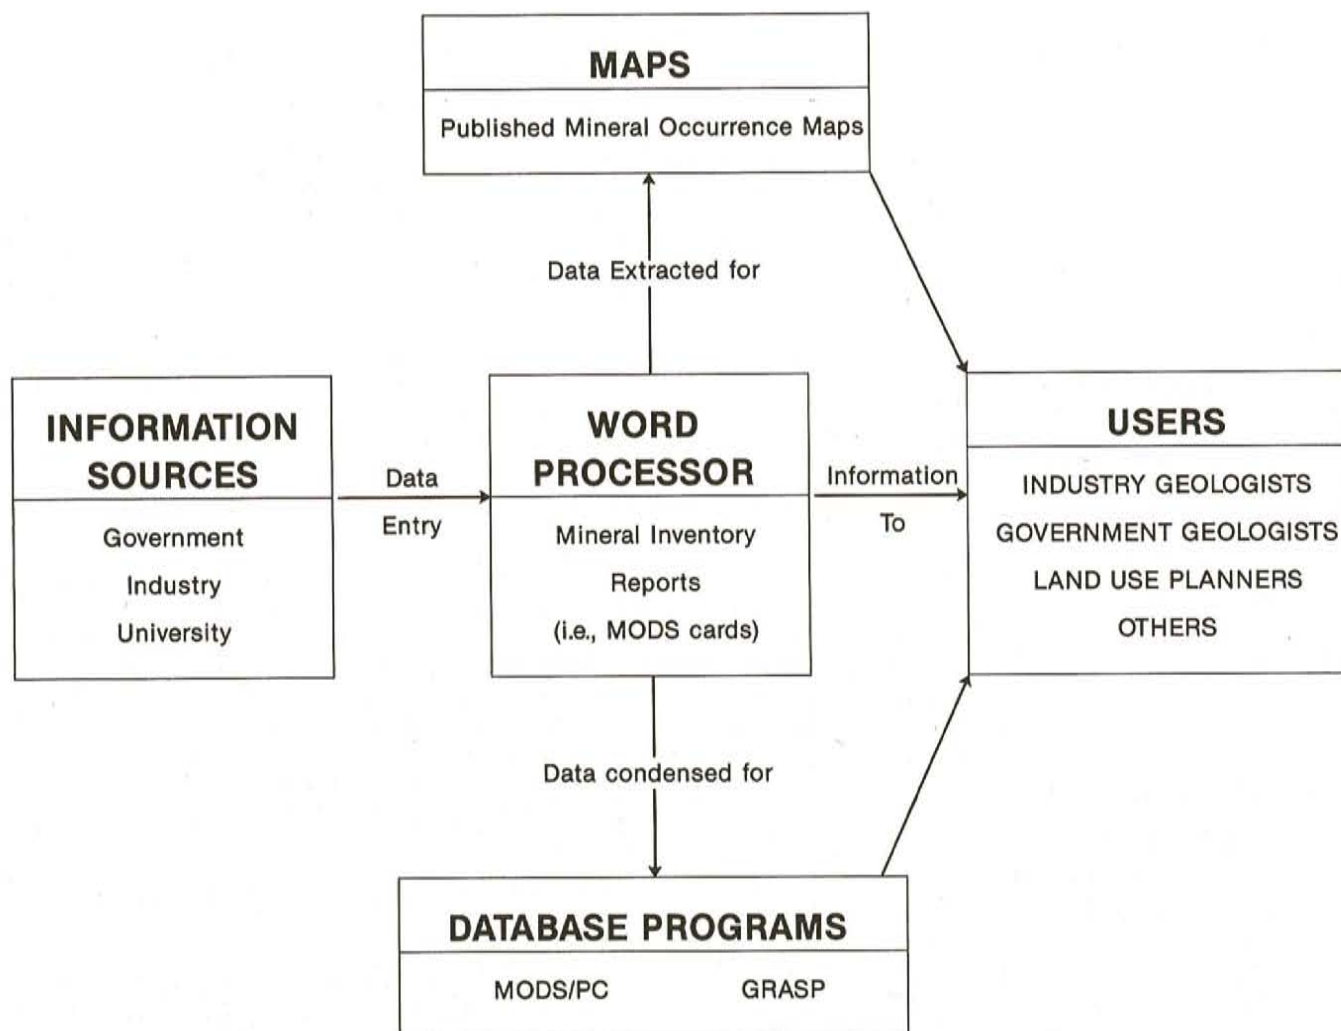 MAPS
Published Mineral Occurrence Maps
Data Extracted for
INFORMATION
SOURCES
Government
Industry
University
Data
Entry
WORD
PROCESSOR
Mineral Inventory
Reports
(i.e., MODS cards)
Information
To
USERS
INDUSTRY GEOLOGISTS
GOVERNMENT GEOLOGISTS
LAND USE PLANNERS
OTHERS
Data condensed for
DATABASE PROGRAMS
MODS/PC GRASP